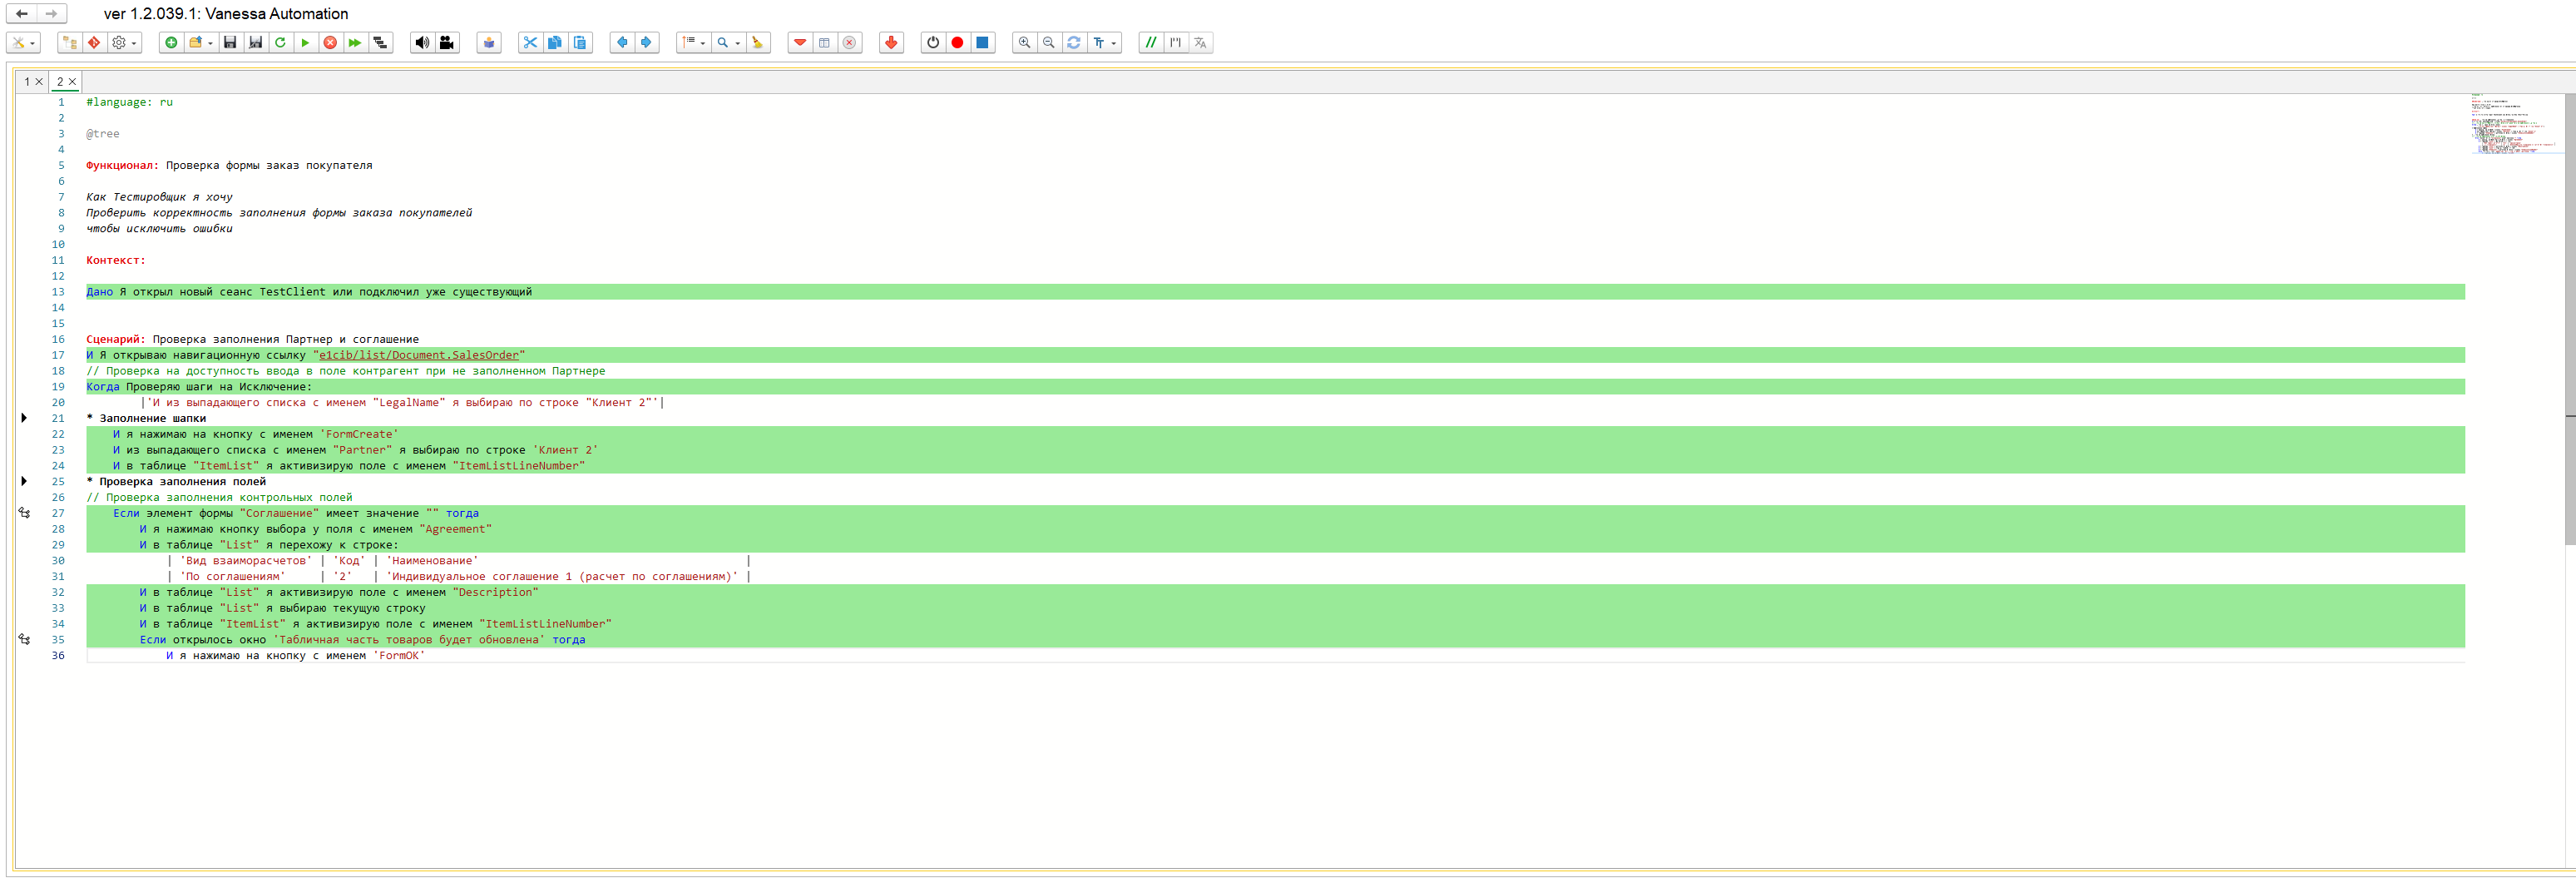 ver 1.2.039.1: Vanessa Automation
1 2
1 #language: ru
2
3 @tree
4
5 Функционал: Проверка формы заказ покупателя
6
7 Как Тестировщик я хочу
8 Проверить корректность заполнения формы заказа покупателей
9 чтобы исключить ошибки
10
11 Контекст:
12
13 Дано Я открыл новый сеанс TestClient или подключил уже существующий
14
15
16 Сценарий: Проверка заполнения Партнер и соглашение
17 И Я открываю навигационную ссылку "e1cib/list/Document.SalesOrder"
18 // Проверка на доступность ввода в поле контрагент при не заполненном Партнере
19 Когда Проверяю шаги на Исключение:
20 |'И из выпадающего списка с именем "LegalName" я выбираю по строке "Клиент 2"'|
21 * Заполнение шапки
22 И я нажимаю на кнопку с именем 'FormCreate'
23 И из выпадающего списка с именем "Partner" я выбираю по строке 'Клиент 2'
24 И в таблице "ItemList" я активизирую поле с именем "ItemListLineNumber"
25 * Проверка заполнения полей
26 // Проверка заполнения контрольных полей
27 Если элемент формы "Соглашение" имеет значение "" тогда
28 И я нажимаю кнопку выбора у поля с именем "Agreement"
29 И в таблице "List" я перехожу к строке:
30 | 'Вид взаиморасчетов' | 'Код' | 'Наименование' |
31 | 'По соглашениям' | '2' | 'Индивидуальное соглашение 1 (расчет по соглашениям)' |
32 И в таблице "List" я активизирую поле с именем "Description"
33 И в таблице "List" я выбираю текущую строку
34 И в таблице "ItemList" я активизирую поле с именем "ItemListLineNumber"
35 Если открылось окно 'Табличная часть товаров будет обновлена' тогда
36 И я нажимаю на кнопку с именем 'FormOK'